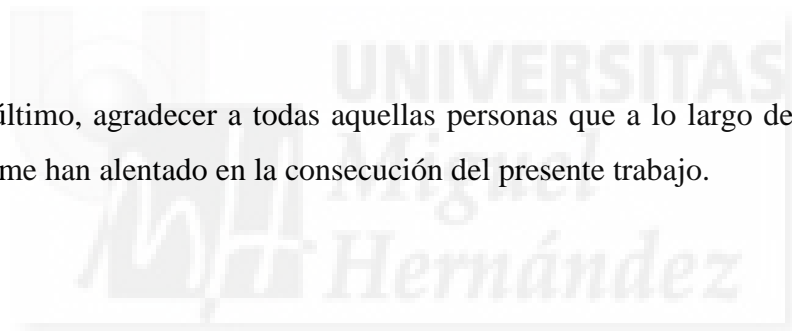 UNIVERSITAS
último, agradecer a todas aquellas personas que a lo largo de
me han alentado en la consecución del presente trabajo.
Miguel
Hernández